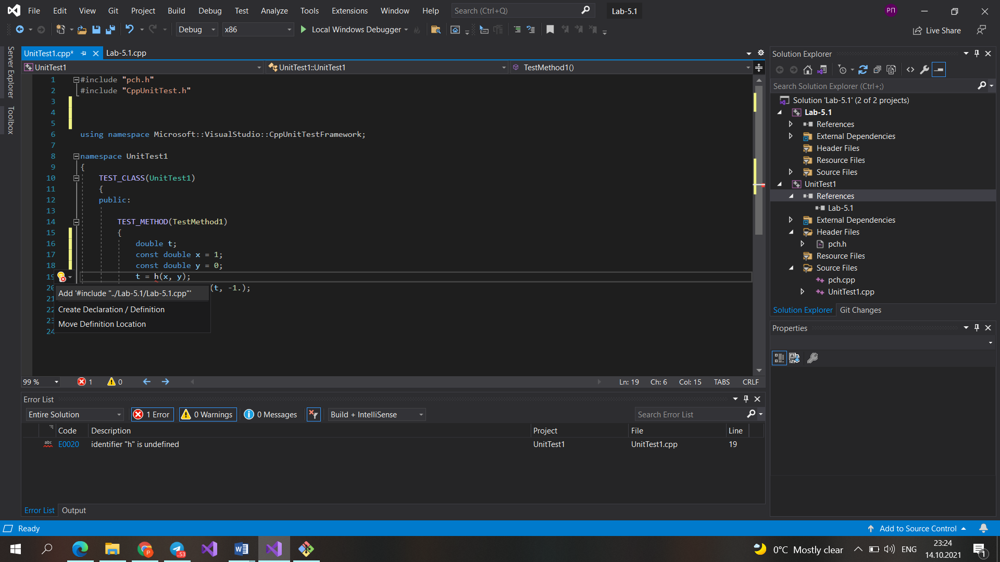 File Edit View Git Project Build Debug Test Analyze Tools Extensions Window Help Search (Ctrl+Q) Lab-5.1 РП
Debug x86 Local Windows Debugger Live Share
Server Explorer
Toolbox
UnitTest1.cpp* Lab-5.1.cpp
UnitTest1 UnitTest1::UnitTest1 TestMethod1()
1 #include "pch.h"
2 #include "CppUnitTest.h"
3
4
5
6 using namespace Microsoft::VisualStudio::CppUnitTestFramework;
7
8 namespace UnitTest1
9 {
10 TEST_CLASS(UnitTest1)
11 {
12 public:
13
14 TEST_METHOD(TestMethod1)
15 {
16 double t;
17 const double x = 1;
18 const double y = 0;
19 t = h(x, y);
20 (t, -1.);
21
22
23
24
Add '#include "../Lab-5.1/Lab-5.1.cpp"'
Create Declaration / Definition
Move Definition Location
99 % 1 0 Ln: 19 Ch: 6 Col: 15 TABS CRLF
Error List
Entire Solution 1 Error 0 Warnings 0 Messages Build + IntelliSense Search Error List
Code Description Project File Line
abc E0020 identifier "h" is undefined UnitTest1 UnitTest1.cpp 19
Error List Output
Solution Explorer
Search Solution Explorer (Ctrl+;)
Solution 'Lab-5.1' (2 of 2 projects)
Lab-5.1
References
External Dependencies
Header Files
Resource Files
Source Files
UnitTest1
References
Lab-5.1
External Dependencies
Header Files
pch.h
Resource Files
Source Files
pch.cpp
UnitTest1.cpp
Solution Explorer Git Changes
Properties
Ready Add to Source Control
P .53 0°C Mostly clear ENG 23:24
14.10.2021 1